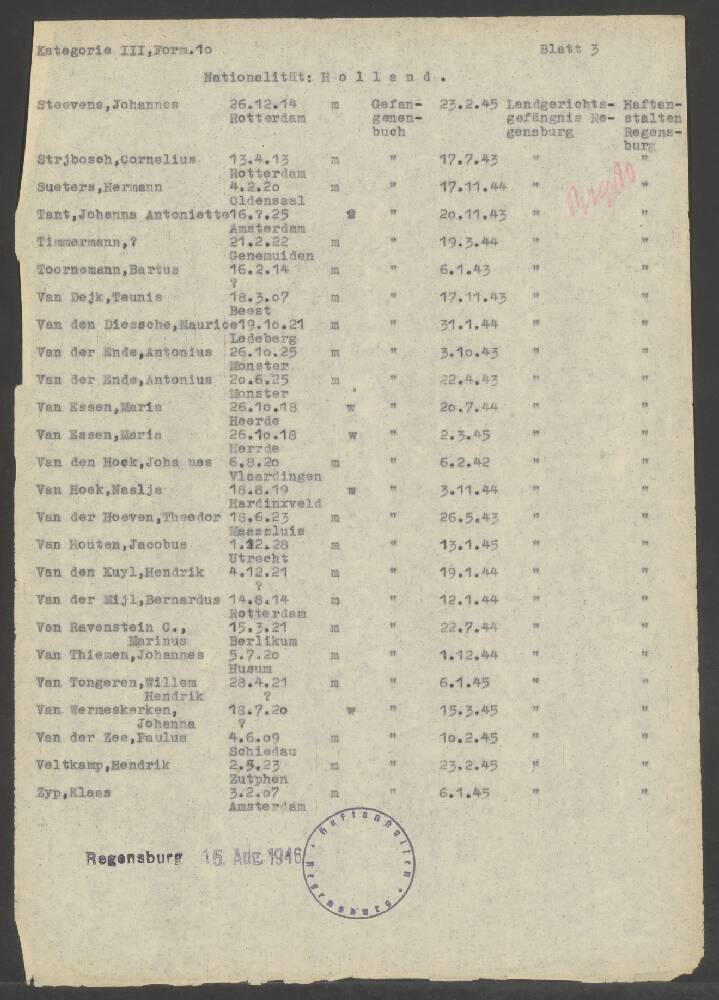 Kategorie III,Form.1o Blatt 3
Nationalität: H o l l a n d .
Steevens,Johannes 26.12.14 m Gefan- 23.2.45 Landgerichts- Haftan-
Rotterdam genen- gefängnis Re- stalten
buch gensburg Regens-
burg
Strjbosch,Cornelius 13.4.13 m " 17.7.43 " "
Rotterdam
Sueters,Hermann 4.2.2o m " 17.11.44 " "
Oldensaal
Tant,Johanna Antoniette16.7.25 " 2o.11.43 " "
Amsterdam
Timmermann,? 21.2.22 m " 19.3.44 " "
Genemuiden
Toornemann,Bartus 16.2.14 m " 6.1.43 " "
?
Van Dejk,Teunis 18.3.o7 m " 17.11.43 " "
Beest
Van den Diessche,Maurice19.1o.21 m " 31.1.44 " "
Ledeberg
Van der Ende,Antonius 26.1o.25 m " 3.1o.43 " "
Monster
Van der Ende,Antonius 2o.6.25 m " 22.4.43 " "
Monster
Van Essen,Maria 26.1o.18 w " 2o.7.44 " "
Heerde
Van Essen,Maria 26.1o.18 w " 2.3.45 " "
Herrde
Van den Hoek,Joha nes 6.8.2o m " 6.2.42 " "
Vlaardingen
Van Hoek,Naalja 18.8.19 w " 3.11.44 " "
Hardinxveld
Van der Hoeven,Theodor 18.6.23 m " 26.5.43 " "
Maassluis
Van Houten,Jacobus 1.12.28 m " 13.1.45 " "
Utrecht
Van den Kuyl,Hendrik 4.12.21 m " 19.1.44 " "
?
Van der Mijl,Bernardus 14.8.14 m " 12.1.44 " "
Rotterdam
Van Ravenstein C., 15.3.21 m " 22.7.44 " "
Marinus Berlikum
Van Thiemen,Johannes 5.7.2o m " 1.12.44 " "
Husum
Van Tongeren,Willem 28.4.21 m " 6.1.45 " "
Hendrik ?
Van Wermeskerken, 18.7.2o w " 15.3.45 " "
Johanna ?
Van der Zee,Paulus 4.6.o9 m " 1o.2.45 " "
Schiedau
Veltkamp,Hendrik 2.5.23 m " 23.2.45 " "
Zutphen
Zyp,Klaas 3.2.o7 m " 6.1.45 " "
Amsterdam
Regensburg 15. Aug. 1946
Haftanstalten Regensburg